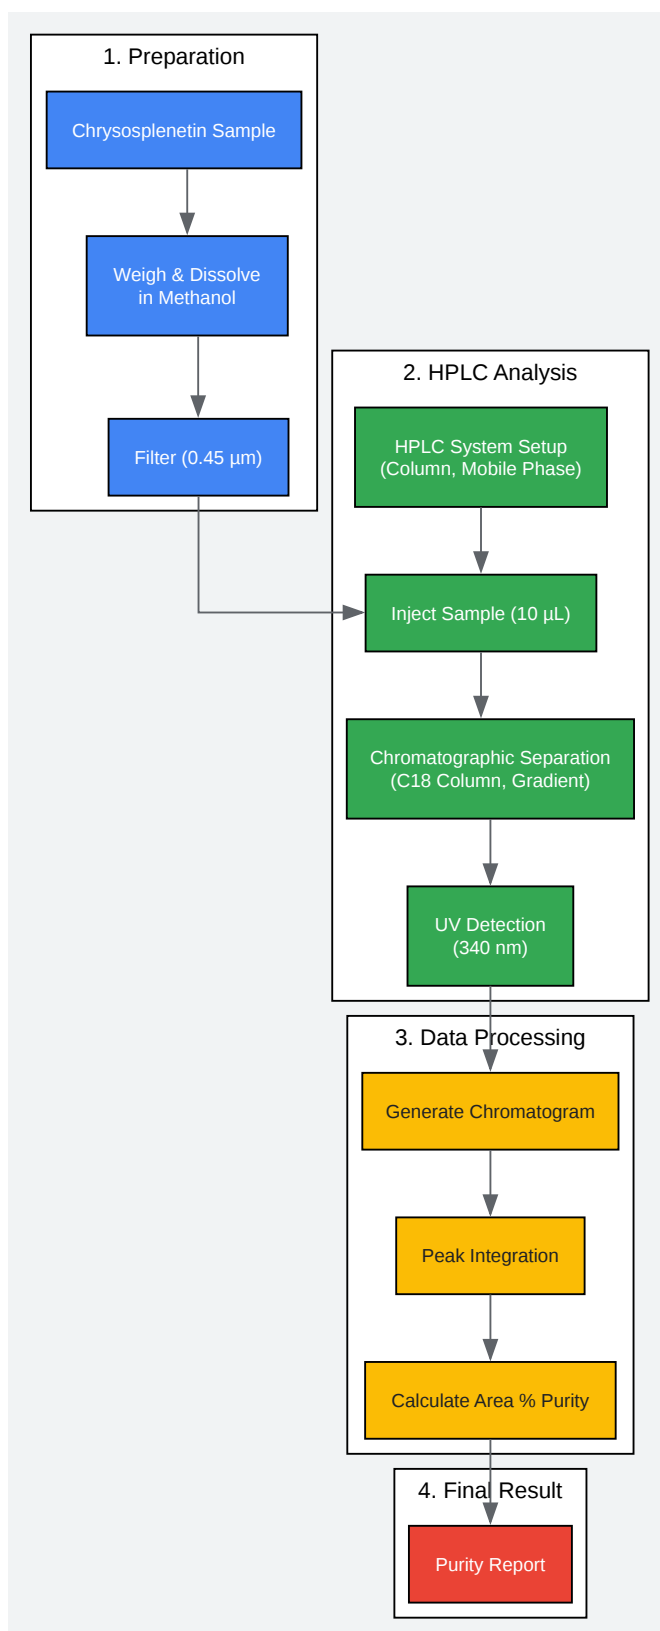 1. Preparation
Chrysosplenetin Sample
Weigh & Dissolve
in Methanol
Filter (0.45 µm)
2. HPLC Analysis
HPLC System Setup
(Column, Mobile Phase)
Inject Sample (10 µL)
Chromatographic Separation
(C18 Column, Gradient)
UV Detection
(340 nm)
3. Data Processing
Generate Chromatogram
Peak Integration
Calculate Area % Purity
4. Final Result
Purity Report